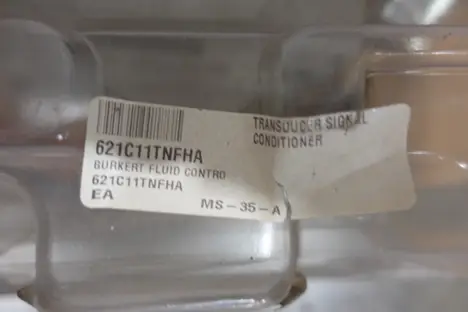 TRANSDUCER SIGNAL
CONDITIONER
621C11TNFHA
BURKERT FLUID CONTRO
621C11TNFHA
EA
MS-35-A